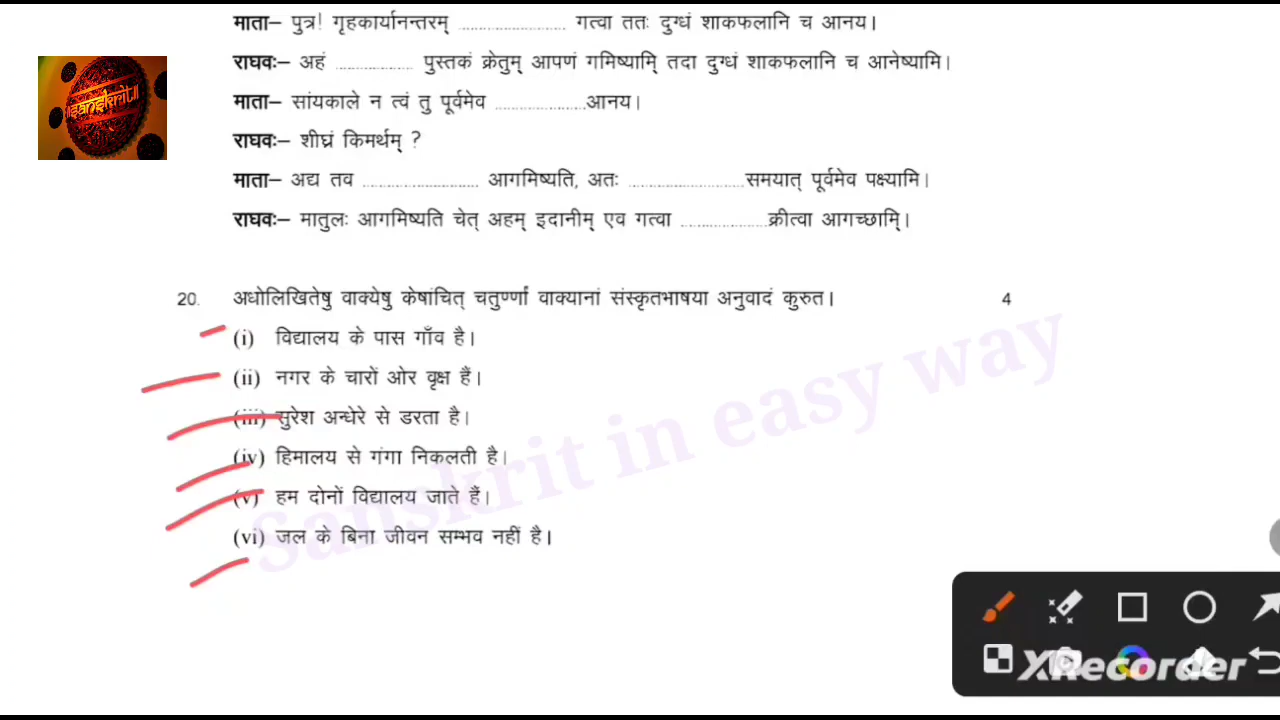 माता– पुत्र! गृहकार्यानन्तरम् ........................ गत्वा ततः दुग्धं शाकफलानि च आनय।
राघवः– अहं ................. पुस्तकं क्रेतुम् आपणं गमिष्यामि् तदा दुग्धं शाकफलानि च आनेष्यामि।
माता– सांयकाले न त्वं तु पूर्वमेव ....................आनय।
राघवः– शीघ्रं किमर्थम् ?
माता– अद्य तव .......................... आगमिष्यति, अतः .........................समयात् पूर्वमेव पक्ष्यामि।
राघवः– मातुलः आगमिष्यति चेत् अहम् इदानीम् एव गत्वा ...................क्रीत्वा आगच्छामि्।
20. अधोलिखितेषु वाक्येषु केषांचित् चतुर्ण्णां वाक्यानां संस्कृतभाषया अनुवादं कुरुत। 4
(i) विद्यालय के पास गाँव है।
(ii) नगर के चारों ओर वृक्ष हैं।
(iii) सुरेश अन्धेरे से डरता है।
(iv) हिमालय से गंगा निकलती है।
(v) हम दोनों विद्यालय जाते हैं।
(vi) जल के बिना जीवन सम्भव नहीं है।
Sanskrit in easy way
॥sanskrit॥
XRecorder